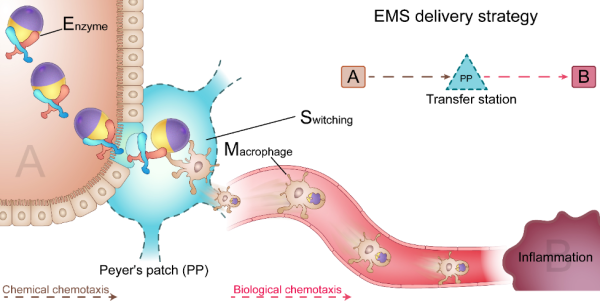 EMS delivery strategy
Enzyme
A
PP
B
Transfer station
Switching
Macrophage
A
B
Inflammation
Peyer's patch (PP)
Chemical chemotaxis
Biological chemotaxis